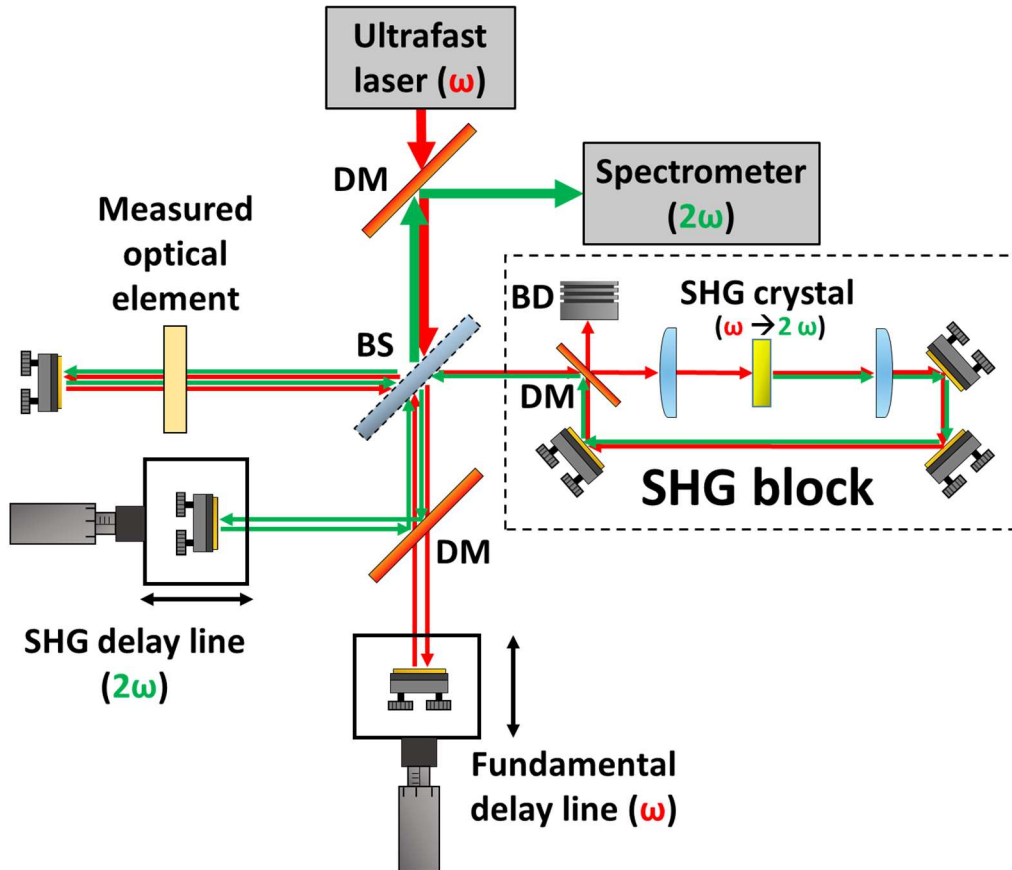 Ultrafast
laser (ω)
DM
Spectrometer
(2ω)
Measured
optical
element
BS
BD
SHG crystal
(ω →2 ω)
DM
SHG block
DM
SHG delay line
(2ω)
Fundamental
delay line (ω)